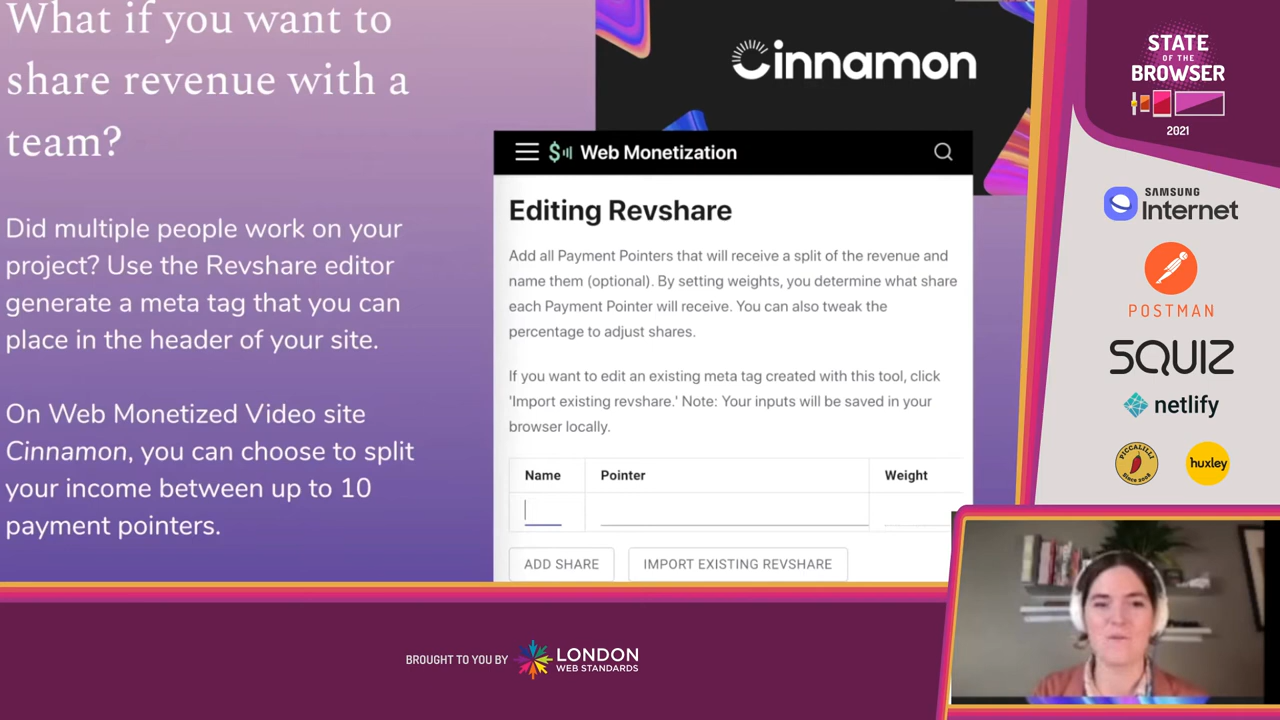 What if you want to
share revenue with a
team?
Did multiple people work on your
project? Use the Revshare editor
generate a meta tag that you can
place in the header of your site.
On Web Monetized Video site
Cinnamon, you can choose to split
your income between up to 10
payment pointers.
Cinnamon
Web Monetization
Editing Revshare
Add all Payment Pointers that will receive a split of the revenue and
name them (optional). By setting weights, you determine what share
each Payment Pointer will receive. You can also tweak the
percentage to adjust shares.
If you want to edit an existing meta tag created with this tool, click
'Import existing revshare.' Note: Your inputs will be saved in your
browser locally.
Name Pointer Weight
ADD SHARE IMPORT EXISTING REVSHARE
STATE
OF THE
BROWSER
2021
SAMSUNG
Internet
POSTMAN
SQUIZ
netlify
PICCALILLI
SINCE 2008
huxley
BROUGHT TO YOU BY
LONDON
WEB STANDARDS